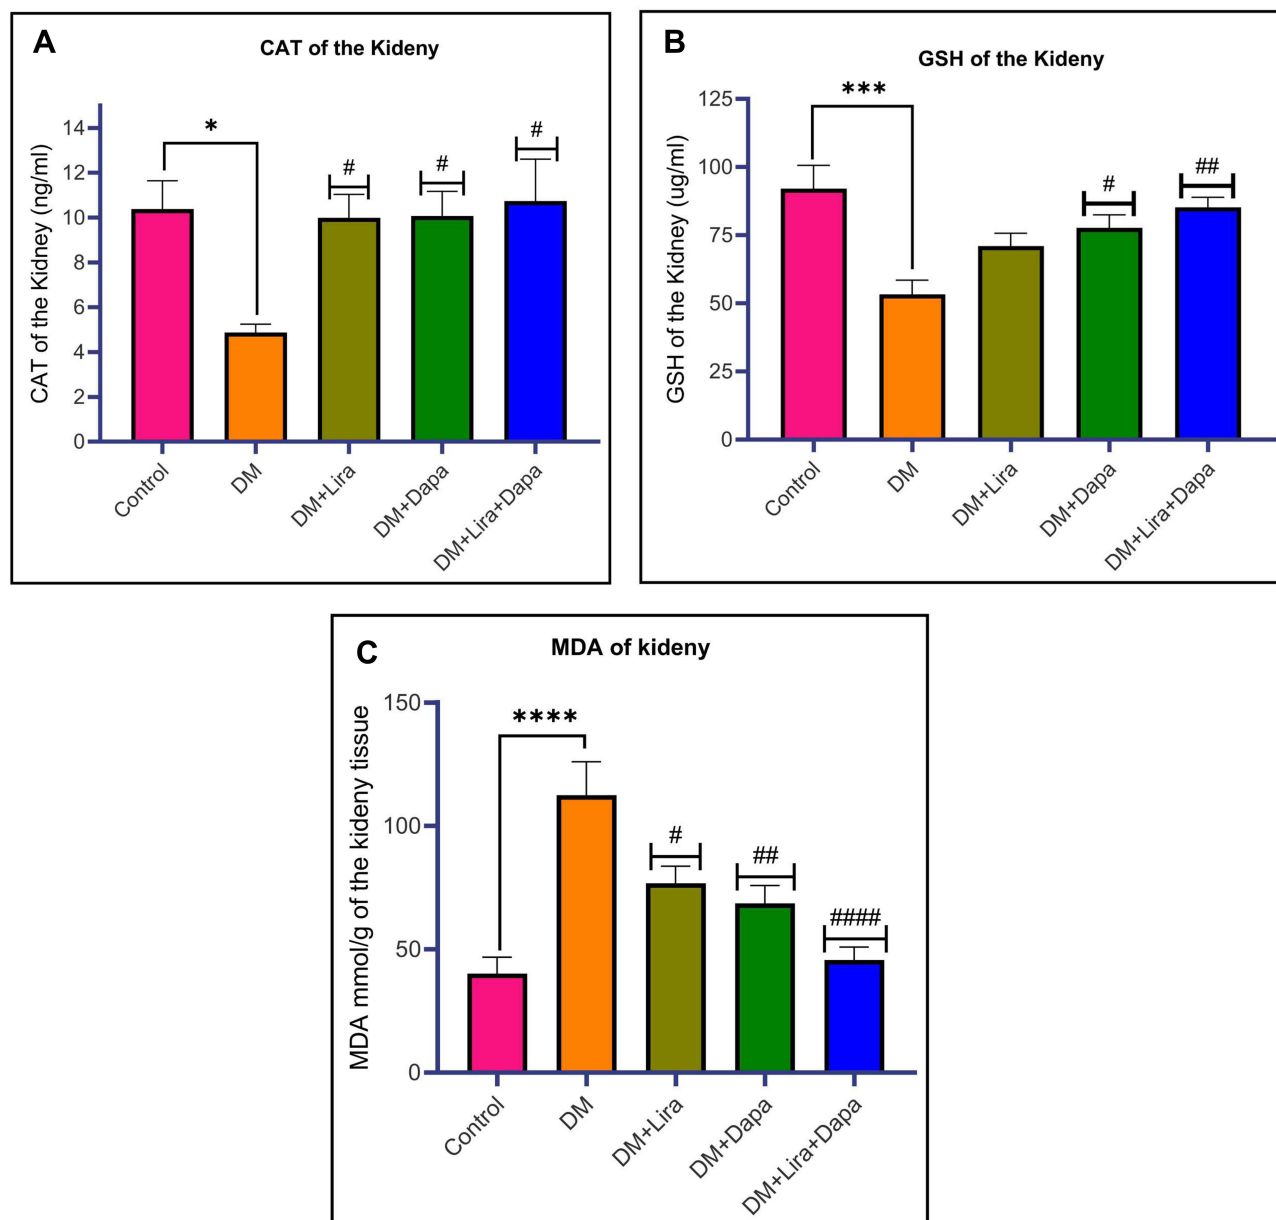 A
CAT of the Kideny
CAT of the Kidney (ng/ml)
14
12
10
8
6
4
2
0
*
#
#
#
Control
DM
DM+Lira
DM+Dapa
DM+Lira+Dapa
B
GSH of the Kideny
GSH of the Kidney (ug/ml)
125
100
75
50
25
0
***
#
##
Control
DM
DM+Lira
DM+Dapa
DM+Lira+Dapa
C
MDA of kideny
MDA mmol/g of the kideny tissue
150
100
50
0
****
#
##
####
Control
DM
DM+Lira
DM+Dapa
DM+Lira+Dapa